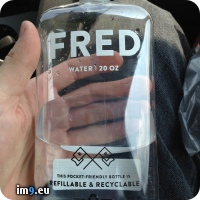 FRED
WATER 20 OZ
THIS POCKET-FRIENDLY BOTTLE IS
REFILLABLE & RECYCLABLE
im9.eu